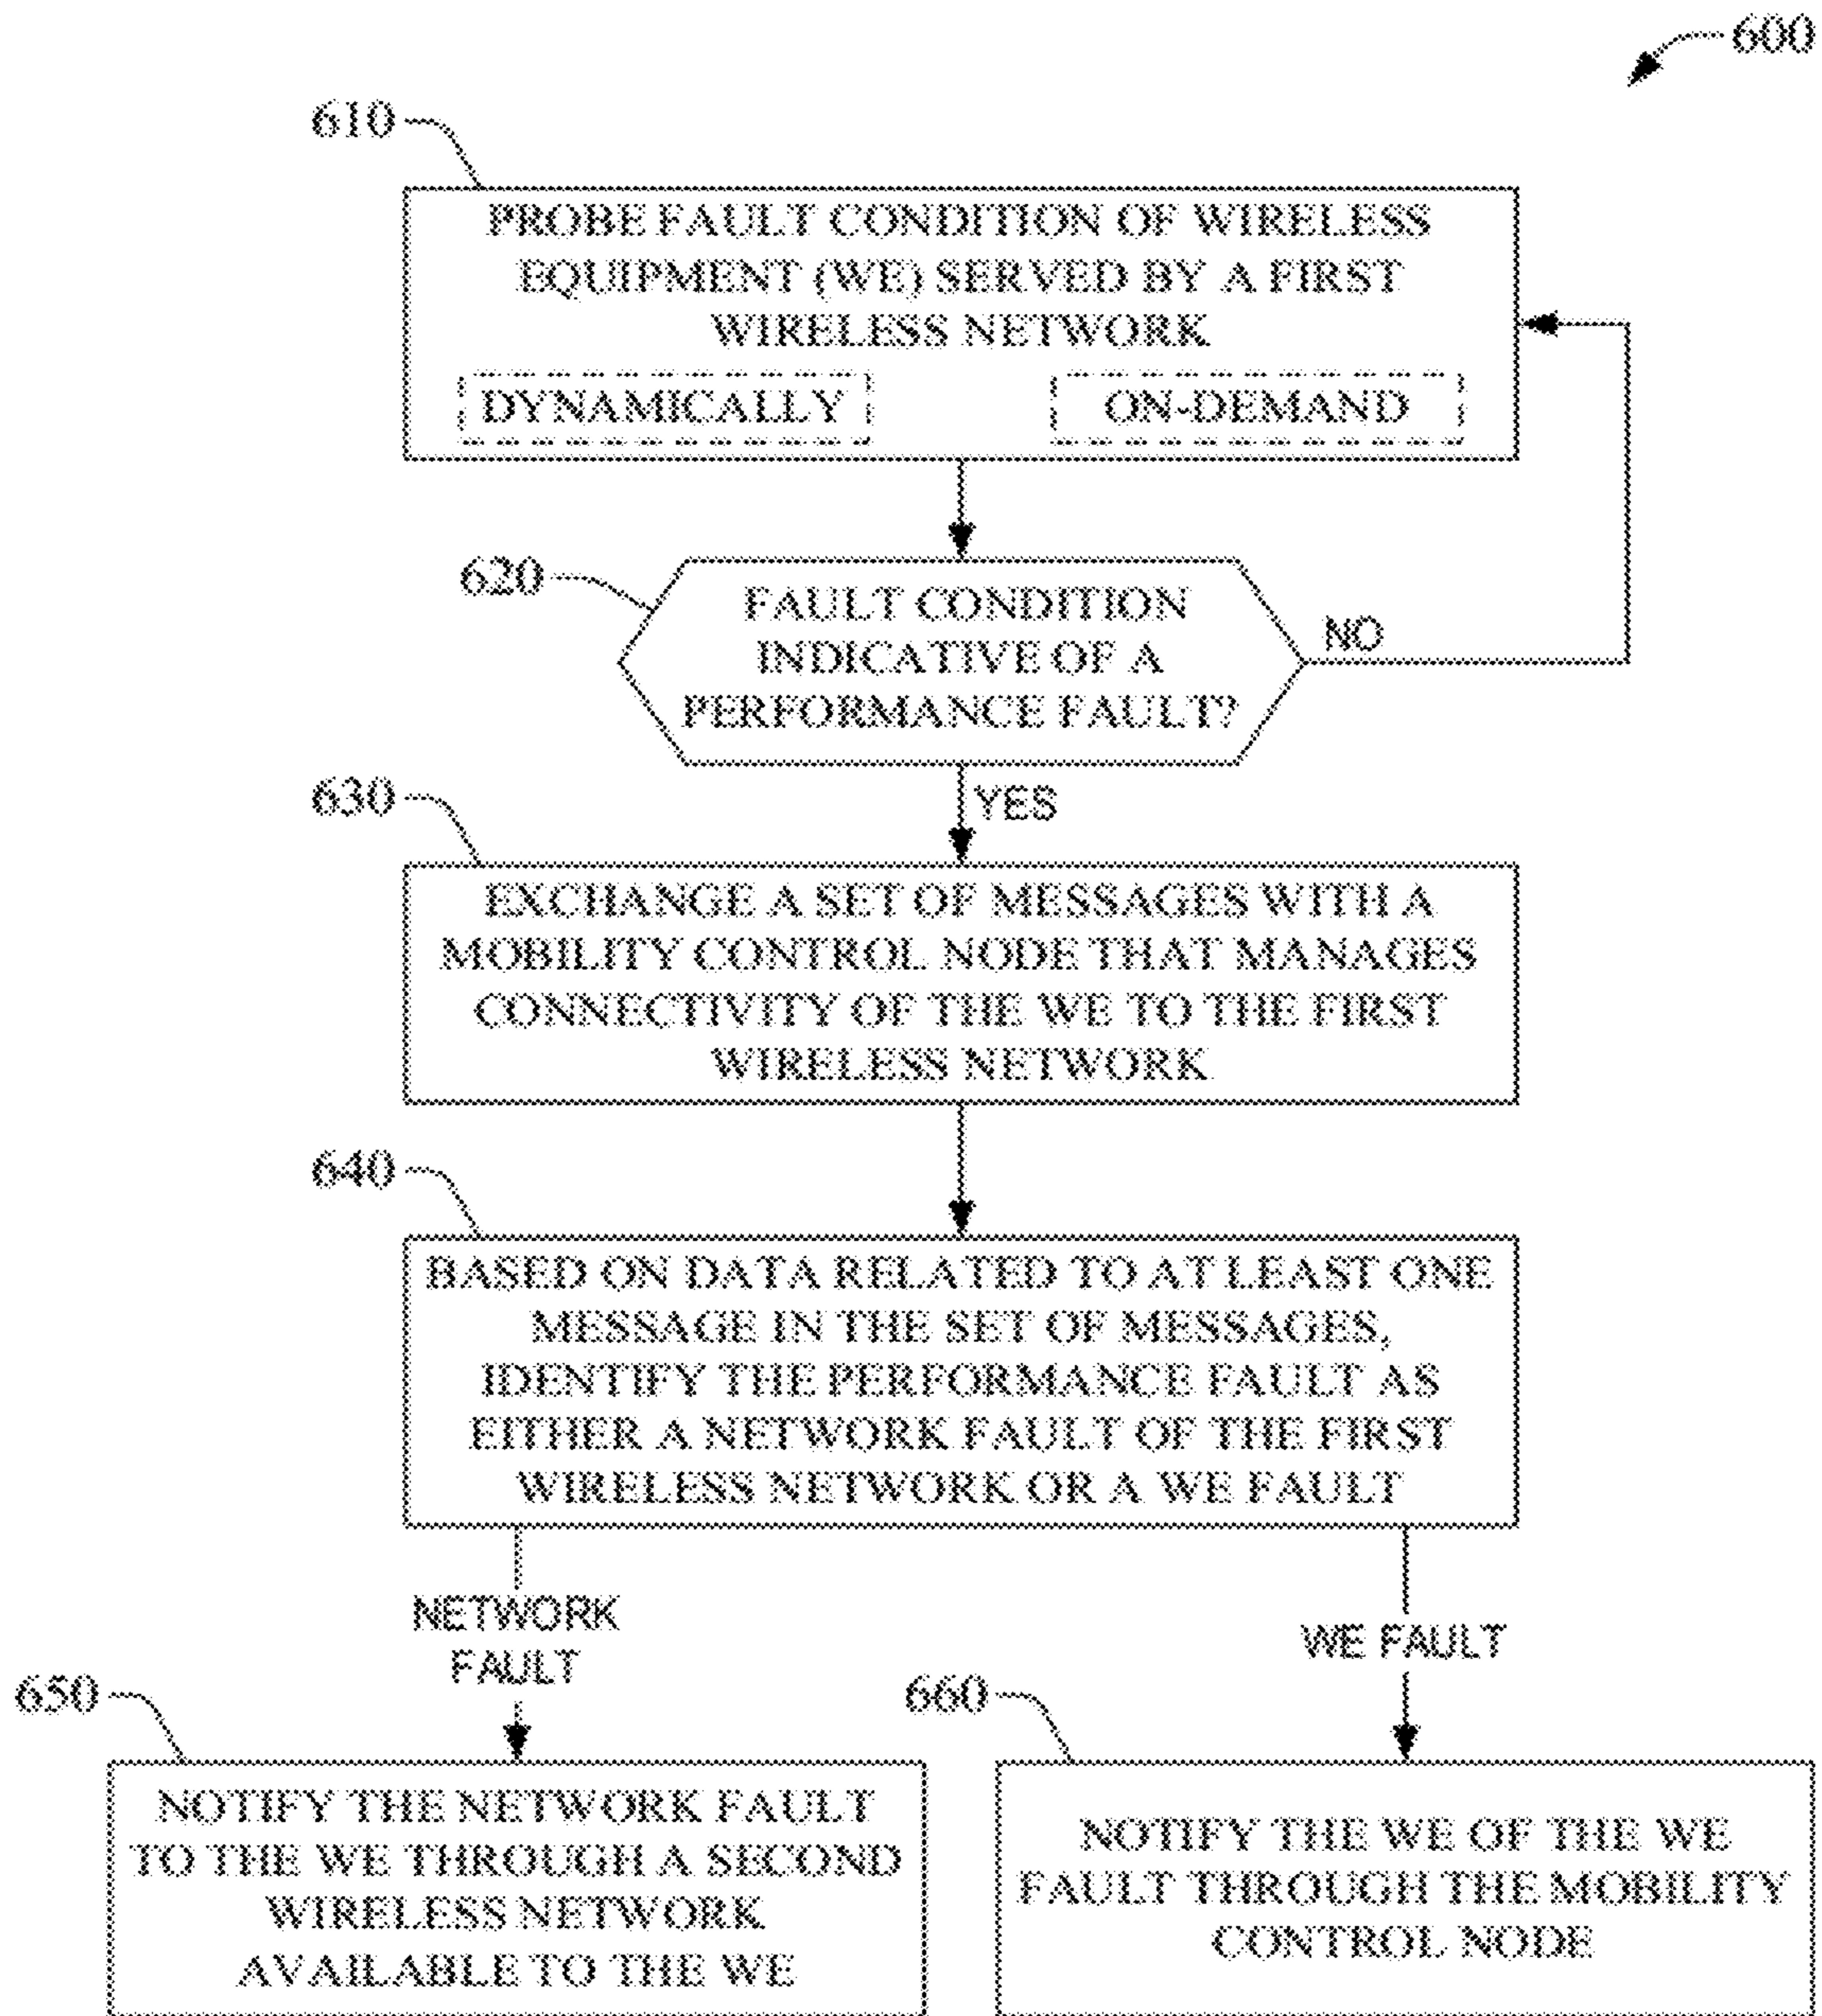 600
610
PROBE FAULT CONDITION OF WIRELESS
EQUIPMENT (WE) SERVED BY A FIRST
WIRELESS NETWORK
DYNAMICALLY
ON-DEMAND
620
FAULT CONDITION
INDICATIVE OF A
PERFORMANCE FAULT?
NO
YES
630
EXCHANGE A SET OF MESSAGES WITH A
MOBILITY CONTROL NODE THAT MANAGES
CONNECTIVITY OF THE WE TO THE FIRST
WIRELESS NETWORK
640
BASED ON DATA RELATED TO AT LEAST ONE
MESSAGE IN THE SET OF MESSAGES,
IDENTIFY THE PERFORMANCE FAULT AS
EITHER A NETWORK FAULT OF THE FIRST
WIRELESS NETWORK OR A WE FAULT
NETWORK
FAULT
WE FAULT
650
NOTIFY THE NETWORK FAULT
TO THE WE THROUGH A SECOND
WIRELESS NETWORK
AVAILABLE TO THE WE
660
NOTIFY THE WE OF THE WE
FAULT THROUGH THE MOBILITY
CONTROL NODE